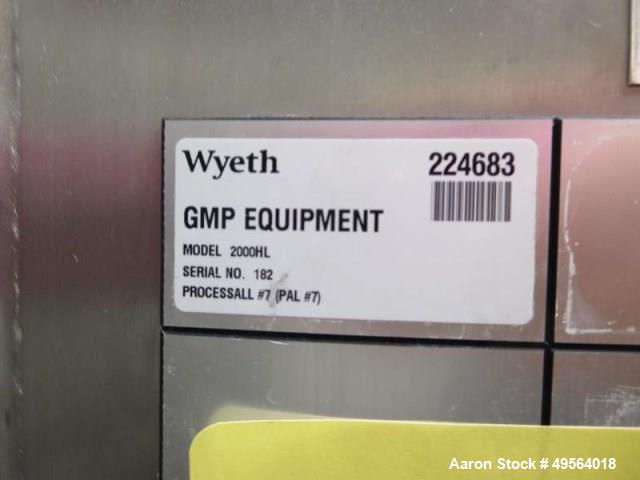 Wyeth
224683
GMP EQUIPMENT
MODEL 2000HL
SERIAL NO. 182
PROCESSALL #7 (PAL #7)
Aaron Stock # 49564018